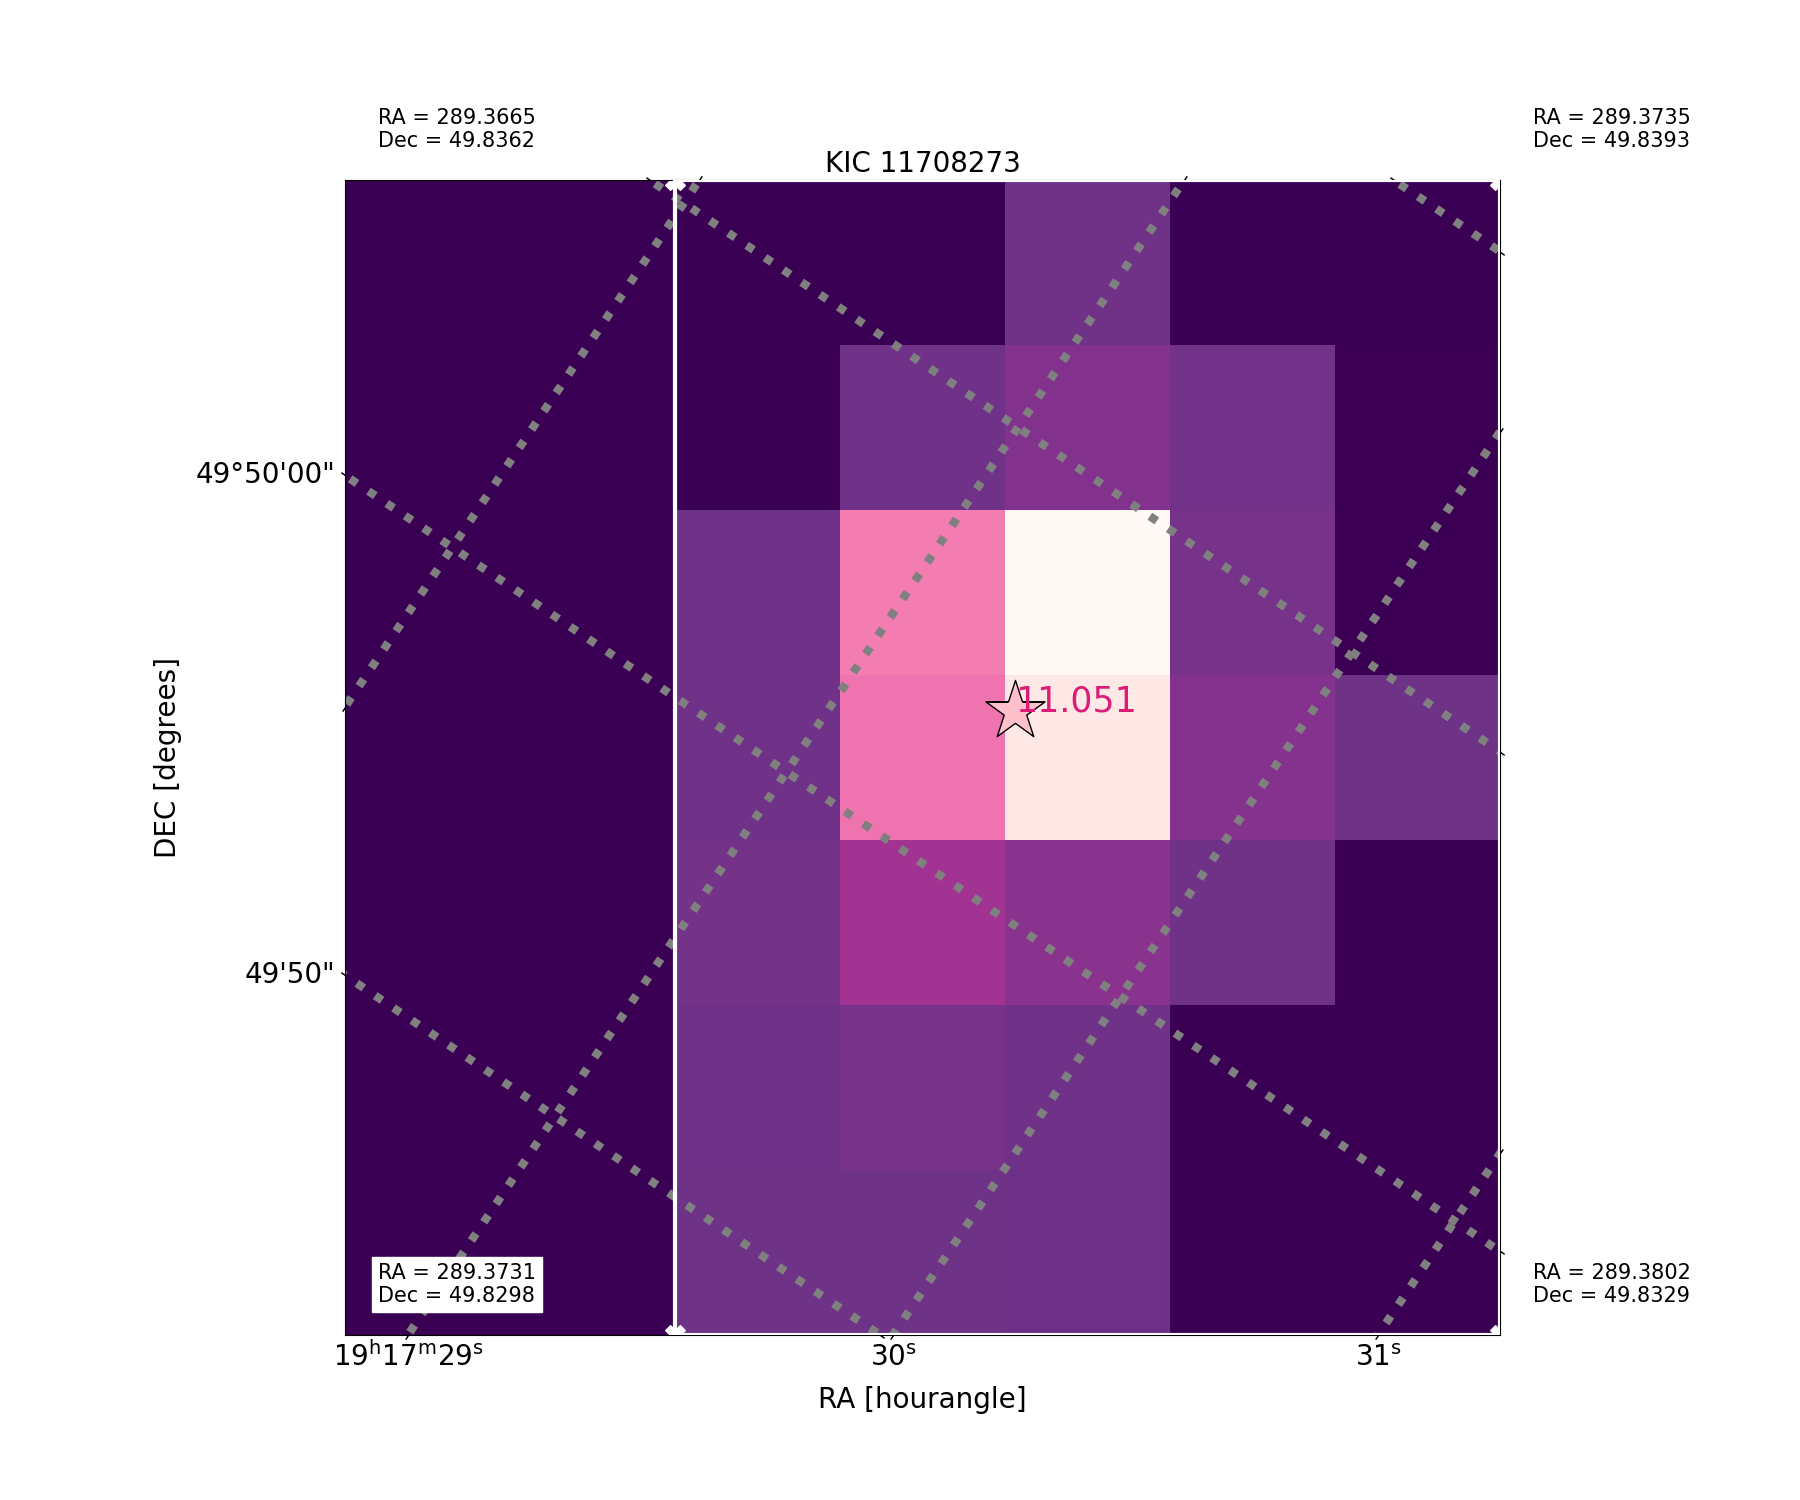 RA = 289.3665
Dec = 49.8362
RA = 289.3735
Dec = 49.8393
KIC 11708273
49°50'00"
11.051
DEC [degrees]
49'50"
RA = 289.3731
Dec = 49.8298
RA = 289.3802
Dec = 49.8329
19h17m29s
30s
31s
RA [hourangle]